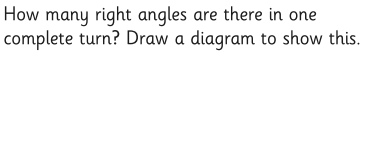 How many right angles are there in one
complete turn? Draw a diagram to show this.